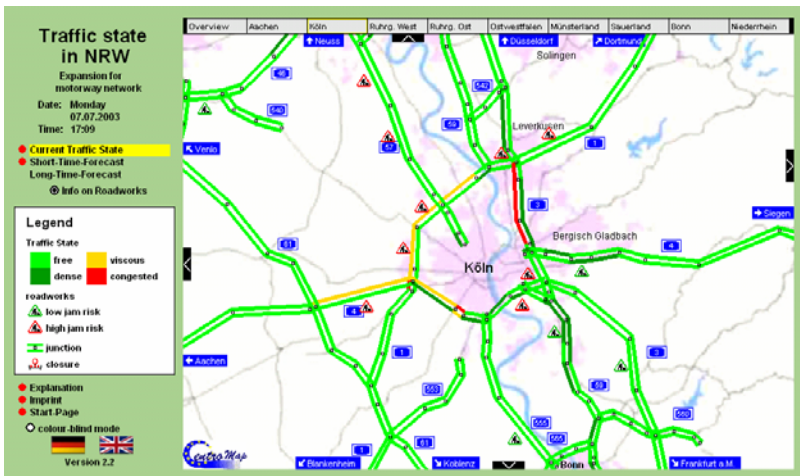 Traffic state
in NRW
Expansion for
motorway network
Date: Monday
07.07.2003
Time: 17:09
Current Traffic State
Short-Time-Forecast
Long-Time-Forecast
Info on Roadworks
Legend
Traffic State
free
viscous
dense
congested
roadworks
low jam risk
high jam risk
junction
closure
Explanation
Imprint
Start-Page
colour-blind mode
Version 2.2
Overview
Aachen
Köln
Ruhrg. West
Ruhrg. Ost
Ostwestfalen
Münsterland
Sauerland
Bonn
Niederrhein
Neuss
Düsseldorf
Dortmund
Solingen
46
542
540
59
Leverkusen
1
57
Venlo
3
Siegen
Bergisch Gladbach
61
4
Köln
4
Aachen
1
3
553
59
555
560
565
1
61
Blankenheim
Koblenz
Bonn
Frankfurt a.M.
CentroMap